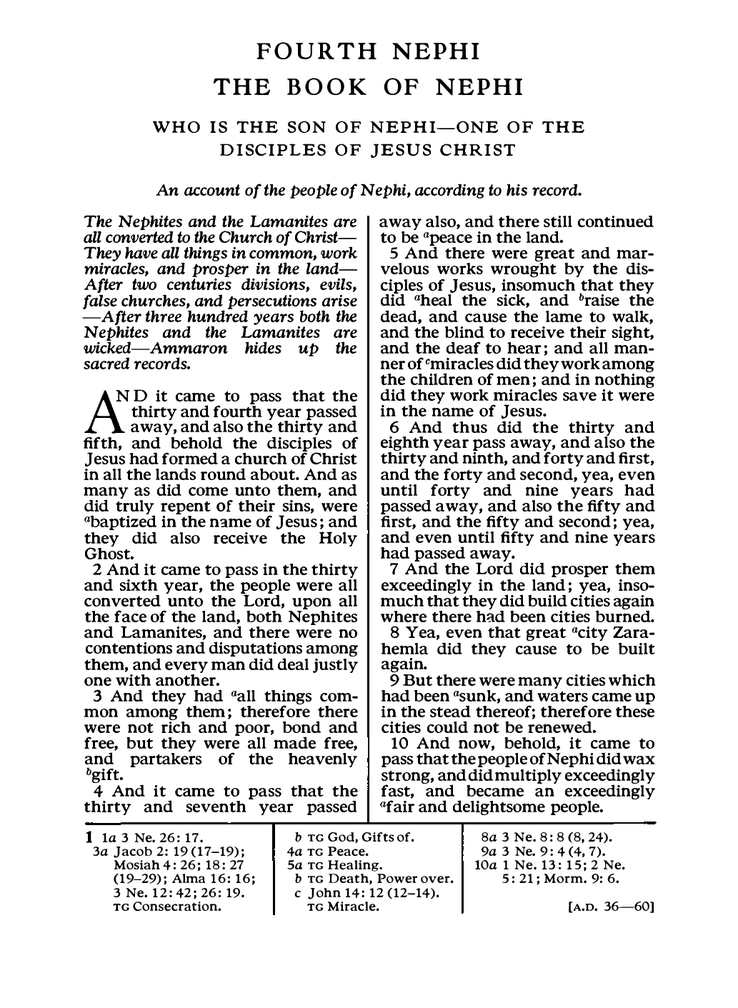 FOURTH NEPHI
THE BOOK OF NEPHI
WHO IS THE SON OF NEPHI—ONE OF THE
DISCIPLES OF JESUS CHRIST
An account of the people of Nephi, according to his record.
The Nephites and the Lamanites are
all converted to the Church of Christ—
They have all things in common, work
miracles, and prosper in the land—
After two centuries divisions, evils,
false churches, and persecutions arise
—After three hundred years both the
Nephites and the Lamanites are
wicked—Ammaron hides up the
sacred records.
AND it came to pass that the
thirty and fourth year passed
away, and also the thirty and
fifth, and behold the disciples of
Jesus had formed a church of Christ
in all the lands round about. And as
many as did come unto them, and
did truly repent of their sins, were
ᵃbaptized in the name of Jesus; and
they did also receive the Holy
Ghost.
2 And it came to pass in the thirty
and sixth year, the people were all
converted unto the Lord, upon all
the face of the land, both Nephites
and Lamanites, and there were no
contentions and disputations among
them, and every man did deal justly
one with another.
3 And they had ᵃall things com-
mon among them; therefore there
were not rich and poor, bond and
free, but they were all made free,
and partakers of the heavenly
ᵇgift.
4 And it came to pass that the
thirty and seventh year passed
away also, and there still continued
to be ᵃpeace in the land.
5 And there were great and mar-
velous works wrought by the dis-
ciples of Jesus, insomuch that they
did ᵃheal the sick, and ᵇraise the
dead, and cause the lame to walk,
and the blind to receive their sight,
and the deaf to hear; and all man-
ner of ᶜmiracles did they work among
the children of men; and in nothing
did they work miracles save it were
in the name of Jesus.
6 And thus did the thirty and
eighth year pass away, and also the
thirty and ninth, and forty and first,
and the forty and second, yea, even
until forty and nine years had
passed away, and also the fifty and
first, and the fifty and second; yea,
and even until fifty and nine years
had passed away.
7 And the Lord did prosper them
exceedingly in the land; yea, inso-
much that they did build cities again
where there had been cities burned.
8 Yea, even that great ᵃcity Zara-
hemla did they cause to be built
again.
9 But there were many cities which
had been ᵃsunk, and waters came up
in the stead thereof; therefore these
cities could not be renewed.
10 And now, behold, it came to
pass that the people of Nephi did wax
strong, and did multiply exceedingly
fast, and became an exceedingly
ᵃfair and delightsome people.
1 1a 3 Ne. 26: 17.
3a Jacob 2: 19 (17–19);
Mosiah 4: 26; 18: 27
(19–29); Alma 16: 16;
3 Ne. 12: 42; 26: 19.
TG Consecration.
b TG God, Gifts of.
4a TG Peace.
5a TG Healing.
b TG Death, Power over.
c John 14: 12 (12–14).
TG Miracle.
8a 3 Ne. 8: 8 (8, 24).
9a 3 Ne. 9: 4 (4, 7).
10a 1 Ne. 13: 15; 2 Ne.
5: 21; Morm. 9: 6.
[A.D. 36—60]